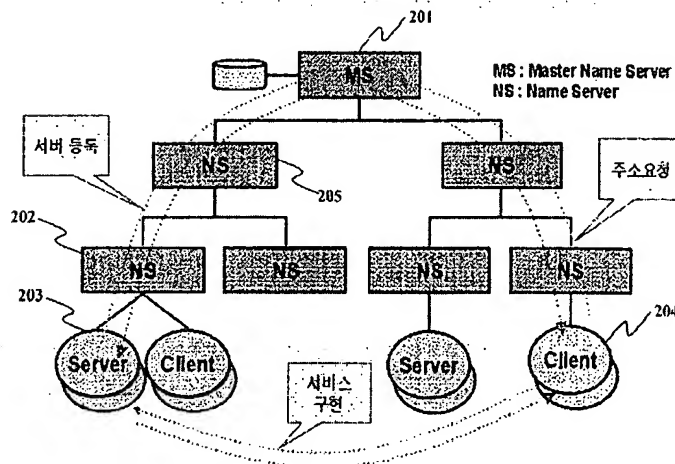 201
MS
MS : Master Name Server
NS : Name Server
서버 등록
NS
205
NS
주소요청
202
NS
NS
NS
NS
203
204
Server
Client
Server
Client
서비스
구현